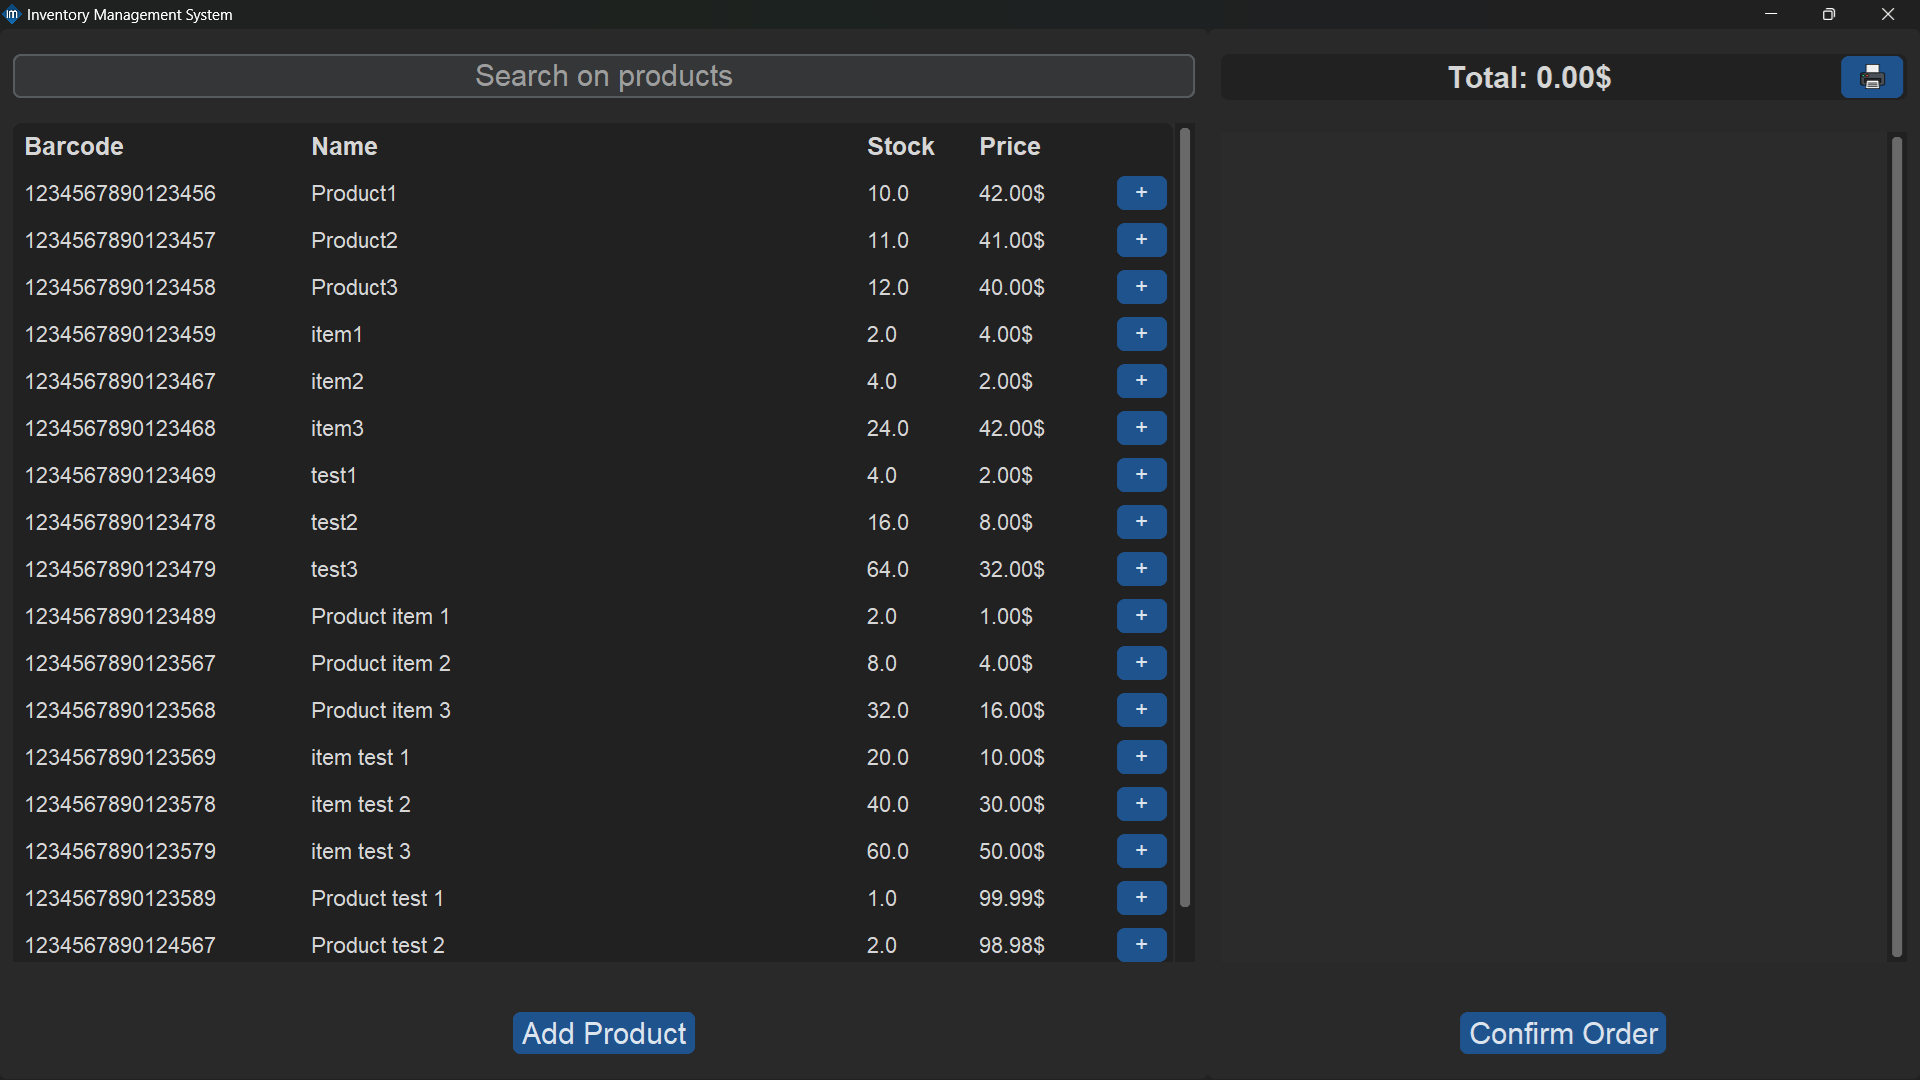 IM Inventory Management System
Search on products
Total: 0.00$
Barcode Name Stock Price
1234567890123456 Product1 10.0 42.00$ +
1234567890123457 Product2 11.0 41.00$ +
1234567890123458 Product3 12.0 40.00$ +
1234567890123459 item1 2.0 4.00$ +
1234567890123467 item2 4.0 2.00$ +
1234567890123468 item3 24.0 42.00$ +
1234567890123469 test1 4.0 2.00$ +
1234567890123478 test2 16.0 8.00$ +
1234567890123479 test3 64.0 32.00$ +
1234567890123489 Product item 1 2.0 1.00$ +
1234567890123567 Product item 2 8.0 4.00$ +
1234567890123568 Product item 3 32.0 16.00$ +
1234567890123569 item test 1 20.0 10.00$ +
1234567890123578 item test 2 40.0 30.00$ +
1234567890123579 item test 3 60.0 50.00$ +
1234567890123589 Product test 1 1.0 99.99$ +
1234567890124567 Product test 2 2.0 98.98$ +
Add Product
Confirm Order